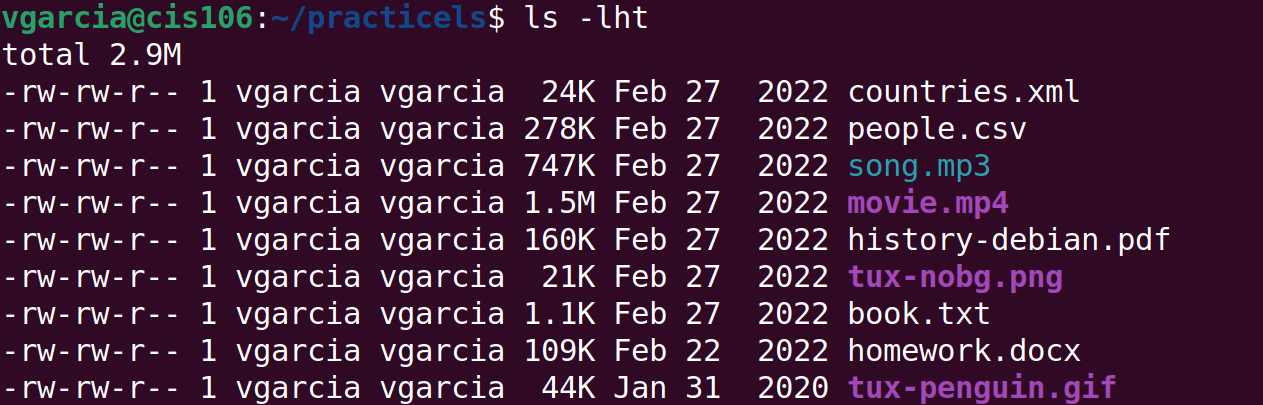 vgarcia@cis106:~/practicels$ ls -lht
total 2.9M
-rw-rw-r-- 1 vgarcia vgarcia  24K Feb 27  2022 countries.xml
-rw-rw-r-- 1 vgarcia vgarcia 278K Feb 27  2022 people.csv
-rw-rw-r-- 1 vgarcia vgarcia 747K Feb 27  2022 song.mp3
-rw-rw-r-- 1 vgarcia vgarcia 1.5M Feb 27  2022 movie.mp4
-rw-rw-r-- 1 vgarcia vgarcia 160K Feb 27  2022 history-debian.pdf
-rw-rw-r-- 1 vgarcia vgarcia  21K Feb 27  2022 tux-nobg.png
-rw-rw-r-- 1 vgarcia vgarcia 1.1K Feb 27  2022 book.txt
-rw-rw-r-- 1 vgarcia vgarcia 109K Feb 22  2022 homework.docx
-rw-rw-r-- 1 vgarcia vgarcia  44K Jan 31  2020 tux-penguin.gif